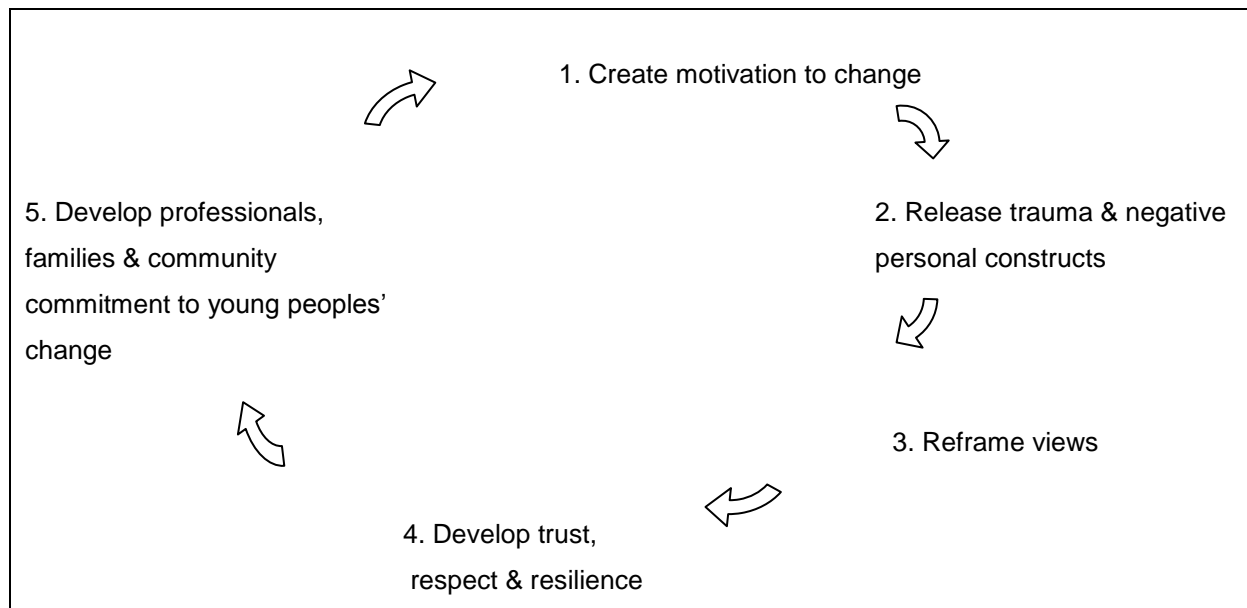 1. Create motivation to change
2. Release trauma & negative
personal constructs
3. Reframe views
4. Develop trust,
respect & resilience
5. Develop professionals,
families & community
commitment to young peoples’
change